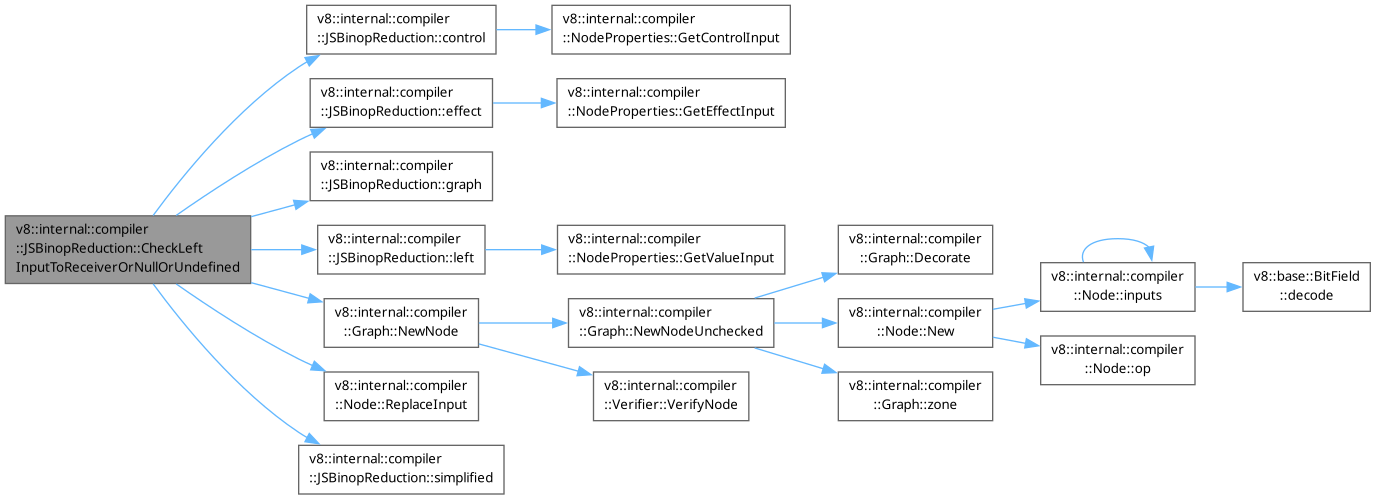 v8::internal::compiler
::JSBinopReduction::CheckLeft
InputToReceiverOrNullOrUndefined
v8::internal::compiler
::JSBinopReduction::control
v8::internal::compiler
::NodeProperties::GetControlInput
v8::internal::compiler
::JSBinopReduction::effect
v8::internal::compiler
::NodeProperties::GetEffectInput
v8::internal::compiler
::JSBinopReduction::graph
v8::internal::compiler
::JSBinopReduction::left
v8::internal::compiler
::NodeProperties::GetValueInput
v8::internal::compiler
::Graph::NewNode
v8::internal::compiler
::Graph::NewNodeUnchecked
v8::internal::compiler
::Graph::Decorate
v8::internal::compiler
::Node::New
v8::internal::compiler
::Node::inputs
v8::base::BitField
::decode
v8::internal::compiler
::Node::op
v8::internal::compiler
::Graph::zone
v8::internal::compiler
::Verifier::VerifyNode
v8::internal::compiler
::Node::ReplaceInput
v8::internal::compiler
::JSBinopReduction::simplified